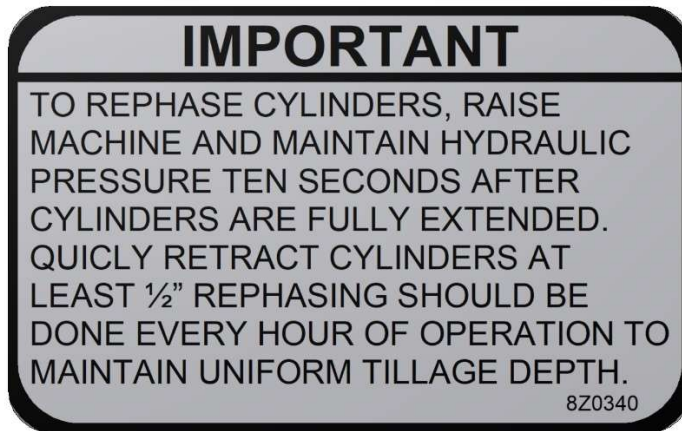 IMPORTANT
TO REPHASE CYLINDERS, RAISE
MACHINE AND MAINTAIN HYDRAULIC
PRESSURE TEN SECONDS AFTER
CYLINDERS ARE FULLY EXTENDED.
QUICLY RETRACT CYLINDERS AT
LEAST ½” REPHASING SHOULD BE
DONE EVERY HOUR OF OPERATION TO
MAINTAIN UNIFORM TILLAGE DEPTH.
8Z0340